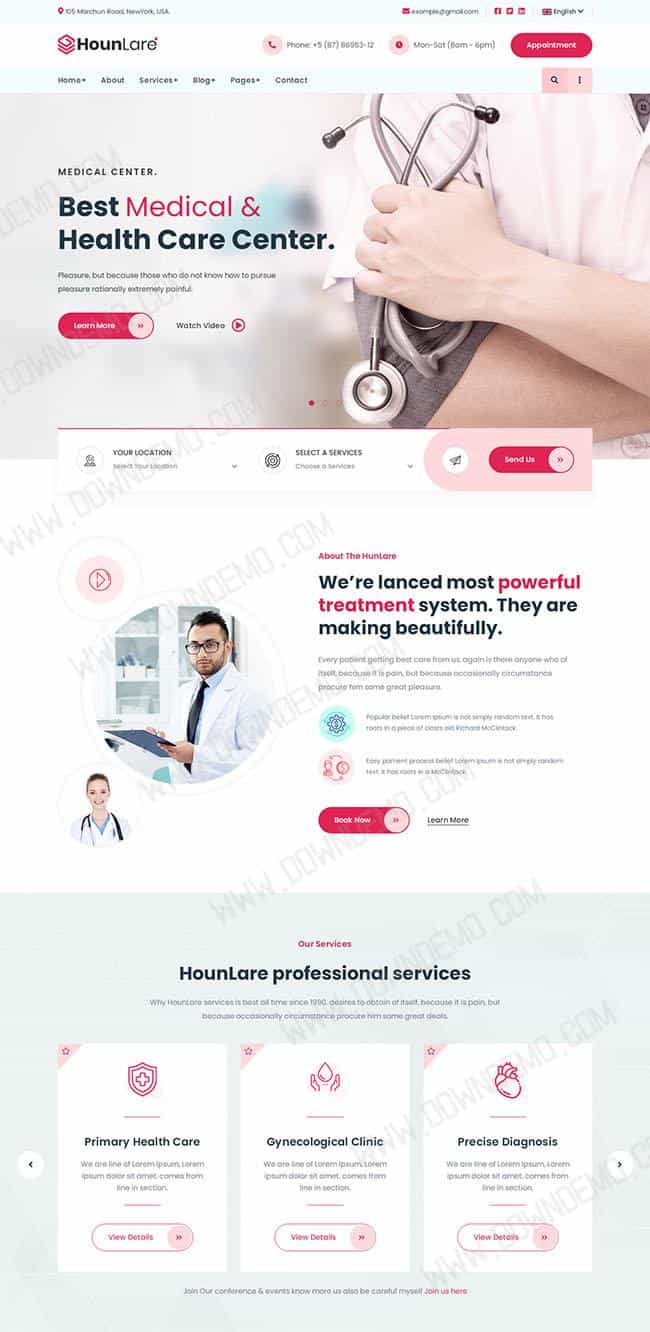 105 Marchun Road, NewYork, USA.
example@gmail.com
English
HounLare
Phone: +5 (87) 86953-12
Mon-Sat (8am - 6pm)
Appointment
Home
About
Services
Blog
Pages
Contact
MEDICAL CENTER.
Best Medical &
Health Care Center.
Pleasure, but because those who do not know how to pursue
pleasure rationally extremely painful.
Learn More
Watch Video
YOUR LOCATION
Select Your Location
SELECT A SERVICES
Choose a Services
Send Us
About The HunLare
We're lanced most powerful
treatment system. They are
making beautifully.
Every patient getting best care from us. again is there anyone who of
itself, because it is pain, but because occasionally circumstance
procure him some great pleasure.
Popular belief Lorem Ipsum is not simply random text. It has
roots in a piece of clears old Richard McClintock.
Easy parment process belief Lorem Ipsum is not simply random
text. It has roots in a McClintock.
Book Now
Learn More
Our Services
HounLare professional services
Why HounLare services is best all time since 1990. desires to obtain of itself, because it is pain, but
because occasionally circumstance procure him some great deals.
Primary Health Care
We are line of Lorem Ipsum, Lorem
ipsum dolor sit amet, comes from
line in section.
View Details
Gynecological Clinic
We are line of Lorem Ipsum, Lorem
ipsum dolor sit amet, comes from
line in section.
View Details
Precise Diagnosis
We are line of Lorem Ipsum, Lorem
ipsum dolor sit amet, comes from
line in section.
View Details
Join Our conference & events know more us also be careful myself Join us here
WWW.DOWNDEMO.COM